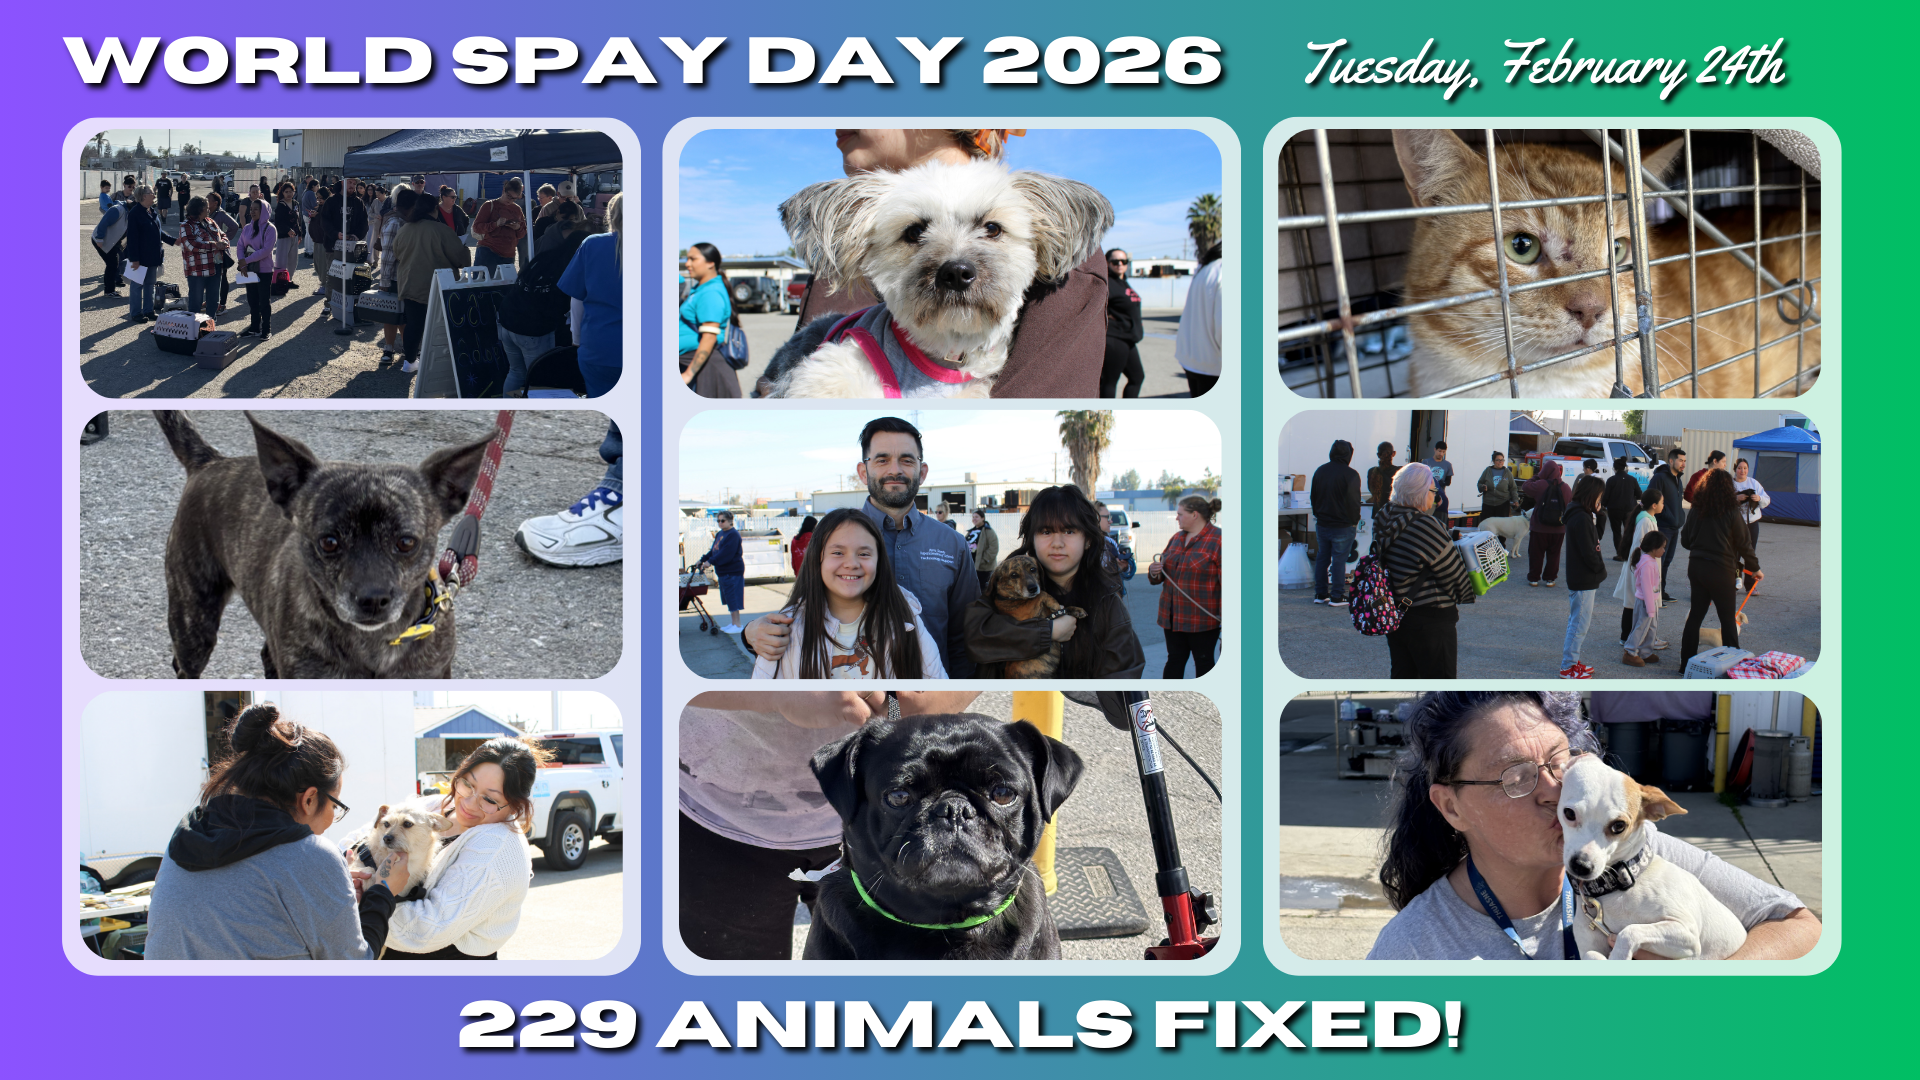 WORLD SPAY DAY 2026
Tuesday, February 24th
229 ANIMALS FIXED!